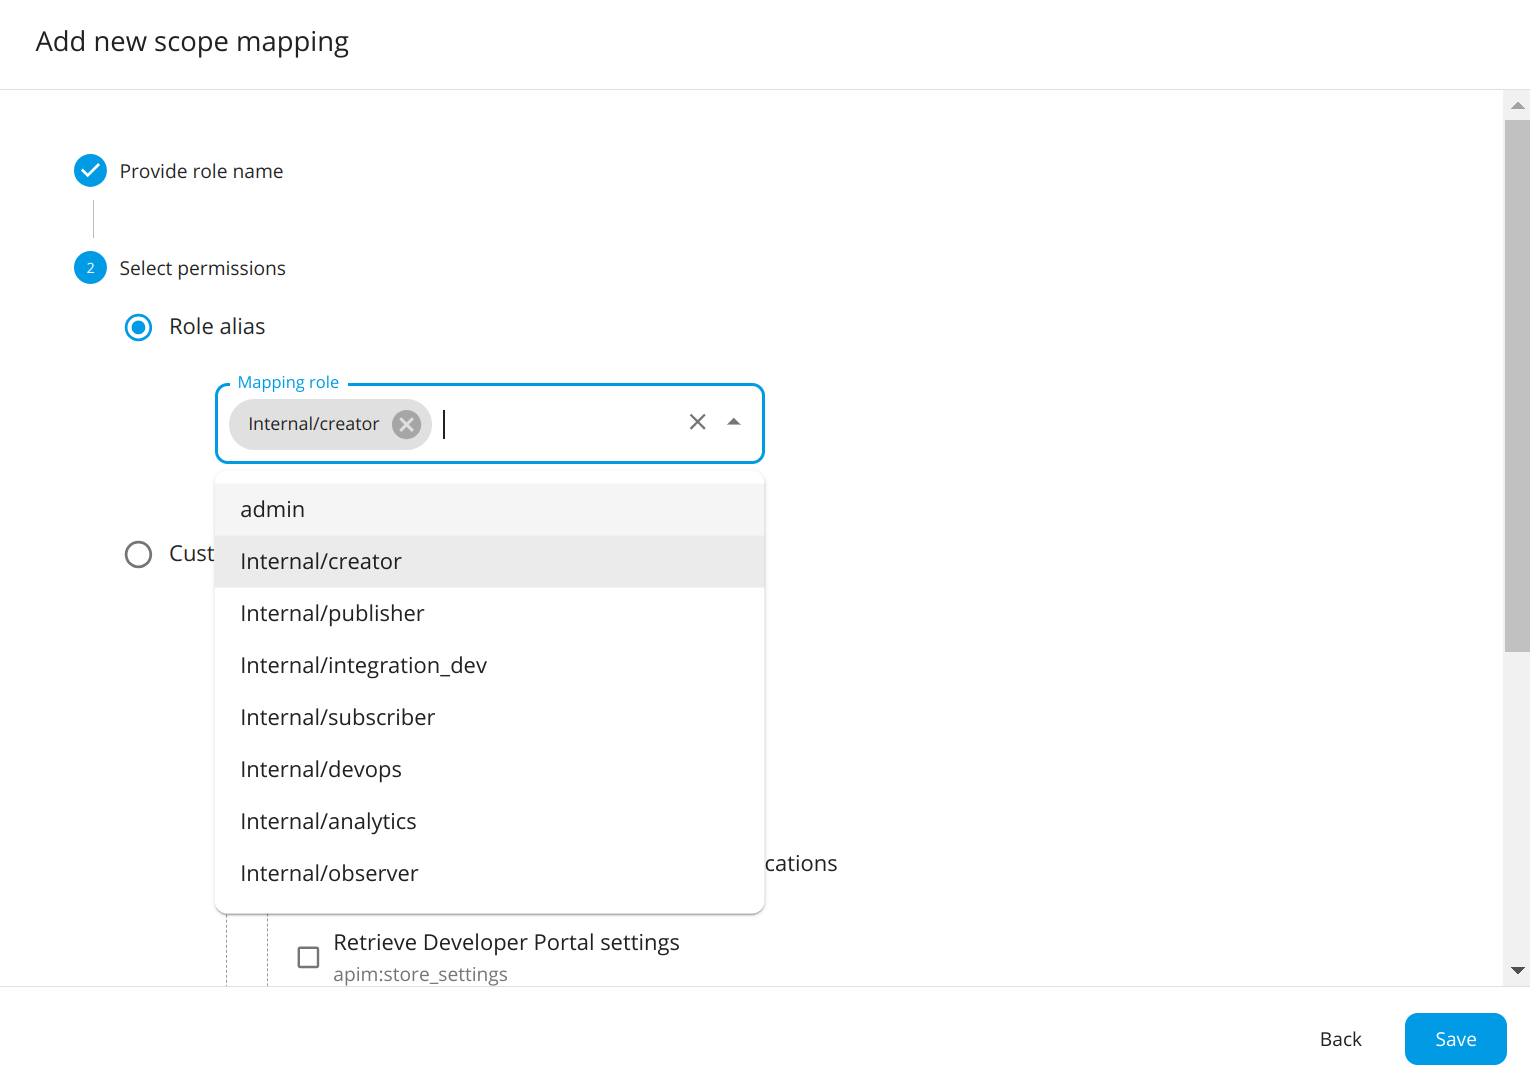 Add new scope mapping
Provide role name
2
Select permissions
Role alias
Mapping role
Internal/creator
admin
Cust
Internal/creator
Internal/publisher
Internal/integration_dev
Internal/subscriber
Internal/devops
Internal/analytics
cations
Internal/observer
Retrieve Developer Portal settings
apim:store_settings
Back
Save